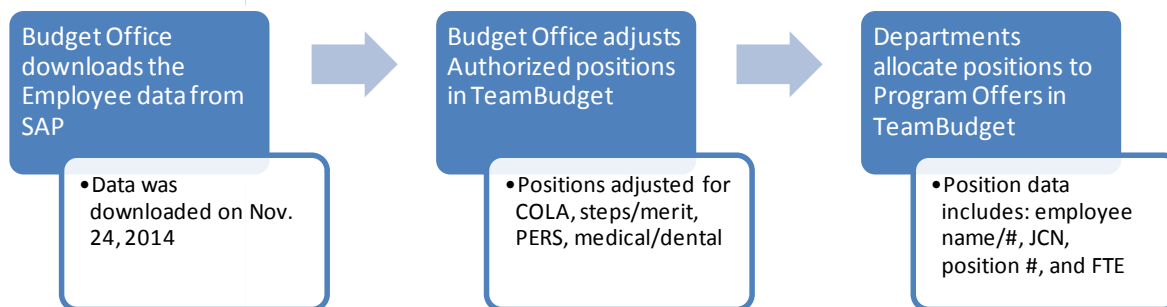 Budget Office
downloads the
Employee data from
SAP
•Data was
downloaded on Nov.
24, 2014
Budget Office adjusts
Authorized positions
in TeamBudget
•Positions adjusted for
COLA, steps/merit,
PERS, medical/dental
Departments
allocate positions to
Program Offers in
TeamBudget
•Position data
includes: employee
name/#, JCN,
position #, and FTE